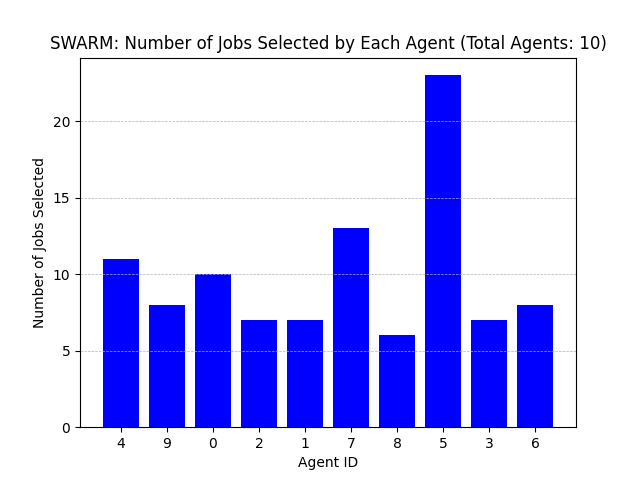 SWARM: Number of Jobs Selected by Each Agent (Total Agents: 10)
Number of Jobs Selected
20
15
10
5
0
4 9 0 2 1 7 8 5 3 6
Agent ID